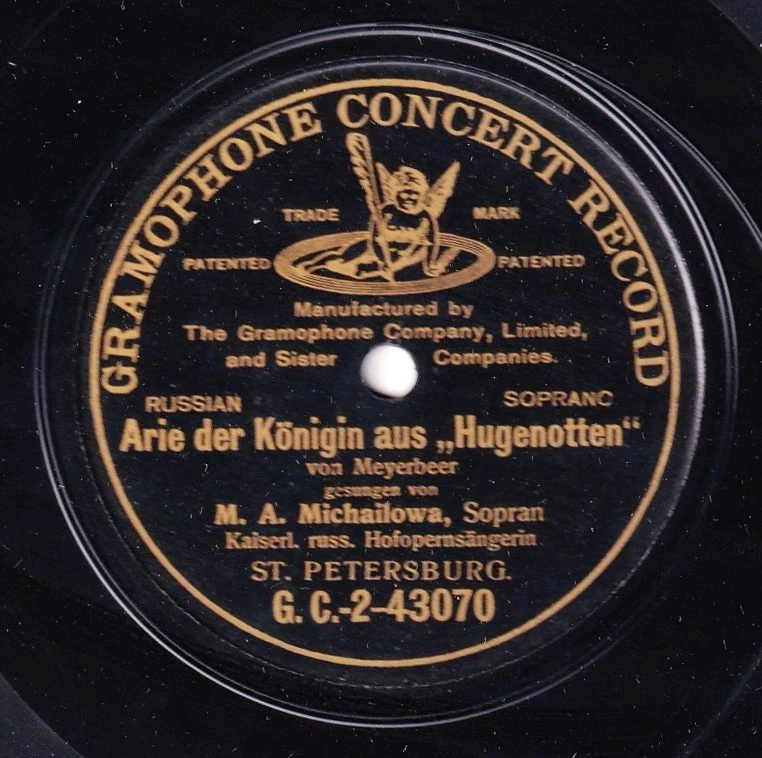 GRAMOPHONE CONCERT RECORD
TRADE MARK
PATENTED PATENTED
Manufactured by
The Gramophone Company, Limited,
and Sister Companies.
RUSSIAN SOPRANO
Arie der Königin aus „Hugenotten“
von Meyerbeer
gesungen von
M. A. Michailowa, Sopran
Kaiserl. russ. Hofopernsängerin
ST. PETERSBURG.
G. C.-2-43070